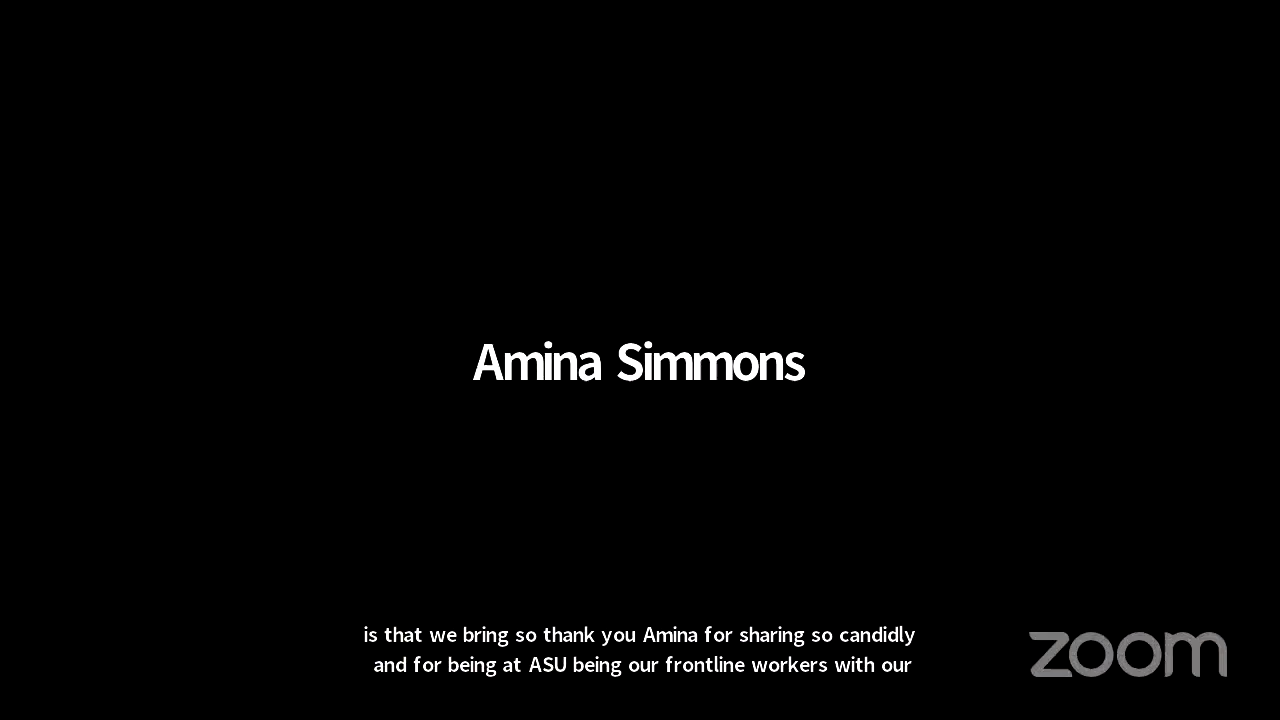 Amina Simmons
is that we bring so thank you Amina for sharing so candidly
and for being at ASU being our frontline workers with our
zoom